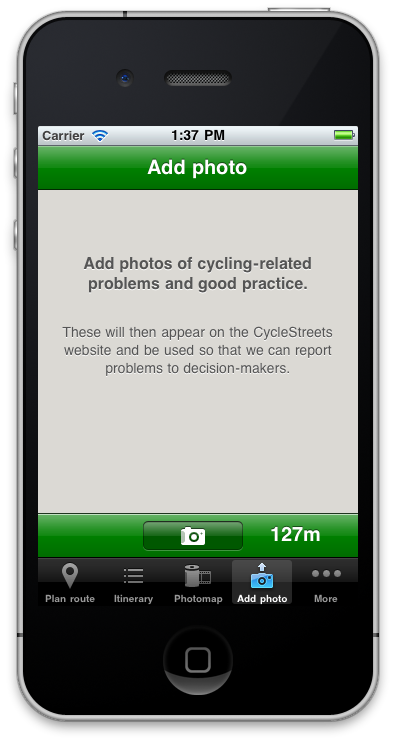 Carrier 1:37 PM
Add photo
Add photos of cycling-related
problems and good practice.
These will then appear on the CycleStreets
website and be used so that we can report
problems to decision-makers.
127m
Plan route Itinerary Photomap Add photo More